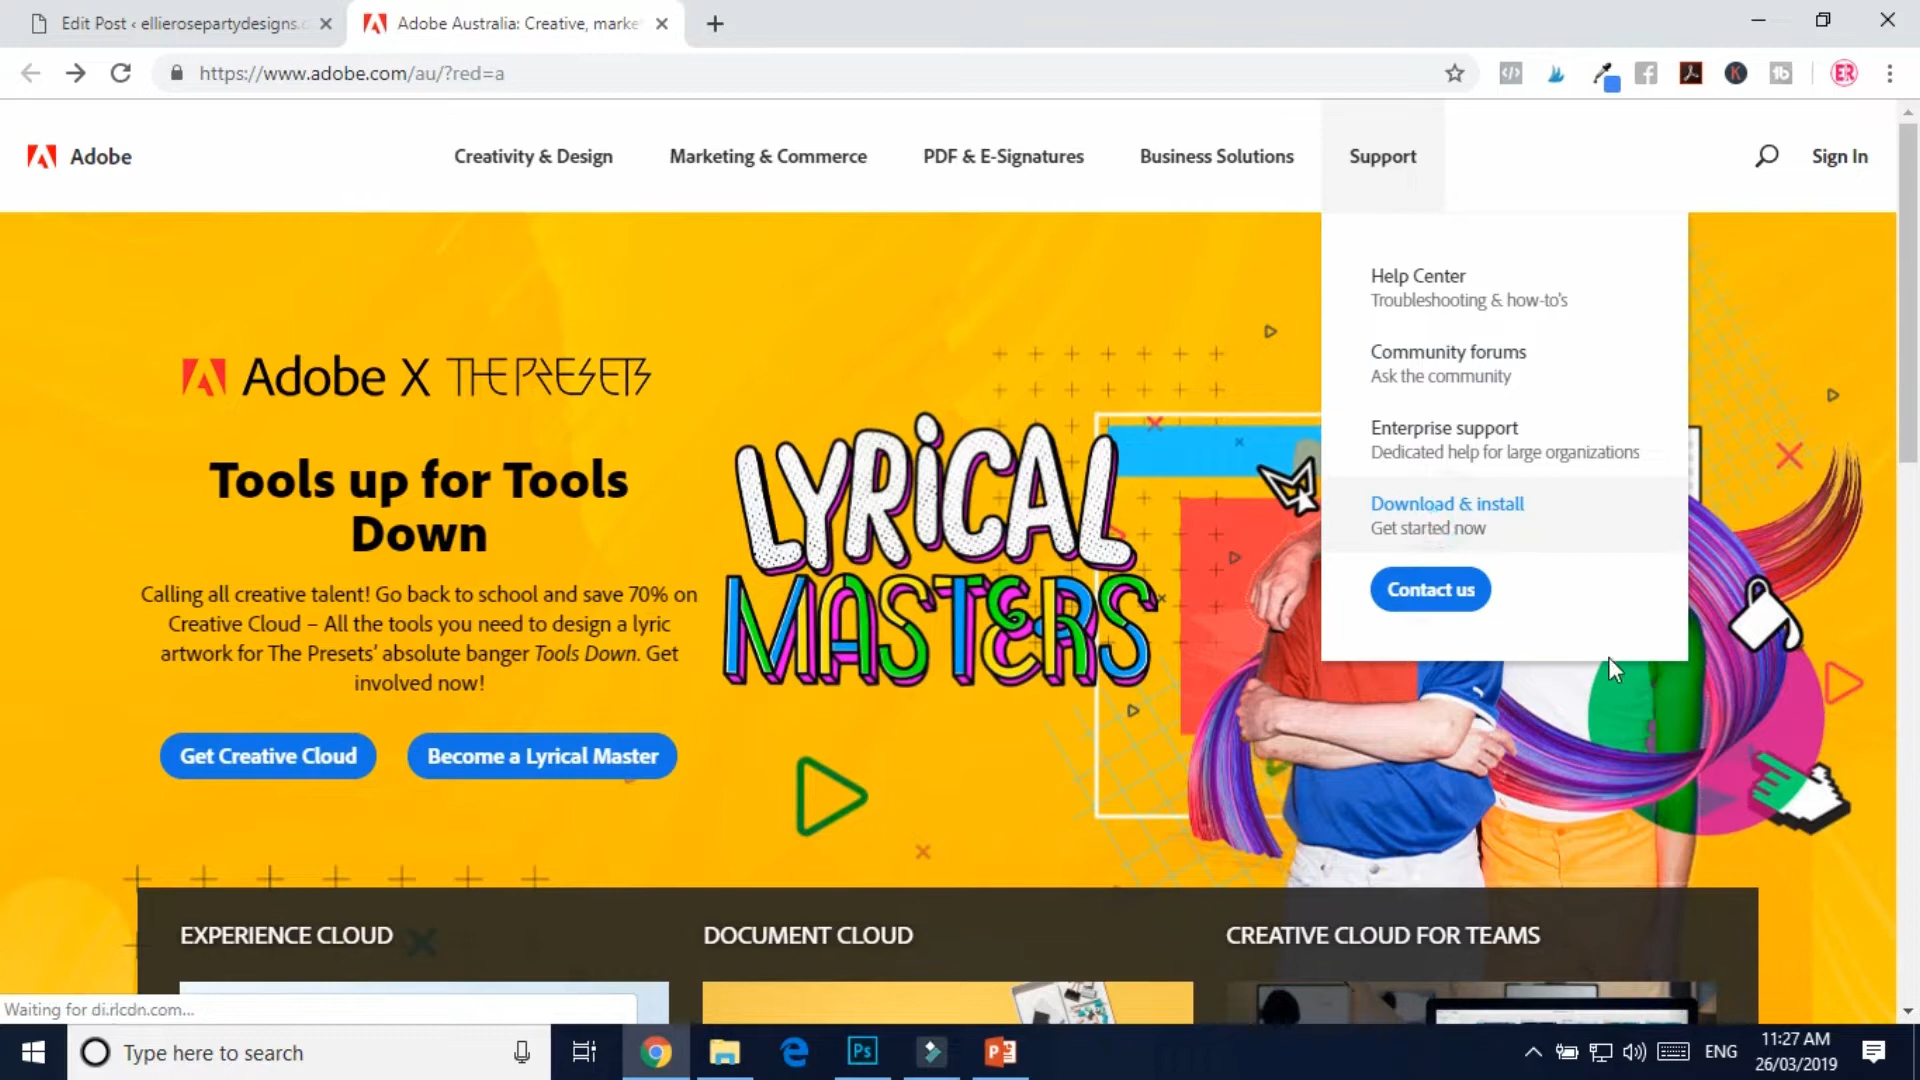 Edit Post ‹ ellierosepartydesigns.c
Adobe Australia: Creative, marke
https://www.adobe.com/au/?red=a
Adobe
Creativity & Design
Marketing & Commerce
PDF & E-Signatures
Business Solutions
Support
Sign In
Help Center
Troubleshooting & how-to's
Community forums
Ask the community
Enterprise support
Dedicated help for large organizations
Download & install
Get started now
Contact us
Adobe X THE PRESETS
Tools up for Tools
Down
Calling all creative talent! Go back to school and save 70% on
Creative Cloud – All the tools you need to design a lyric
artwork for The Presets’ absolute banger Tools Down. Get
involved now!
Get Creative Cloud
Become a Lyrical Master
LYRiCAL
MASTERS
EXPERIENCE CLOUD
DOCUMENT CLOUD
CREATIVE CLOUD FOR TEAMS
Waiting for di.rlcdn.com...
Type here to search
Ps
ENG
11:27 AM
26/03/2019